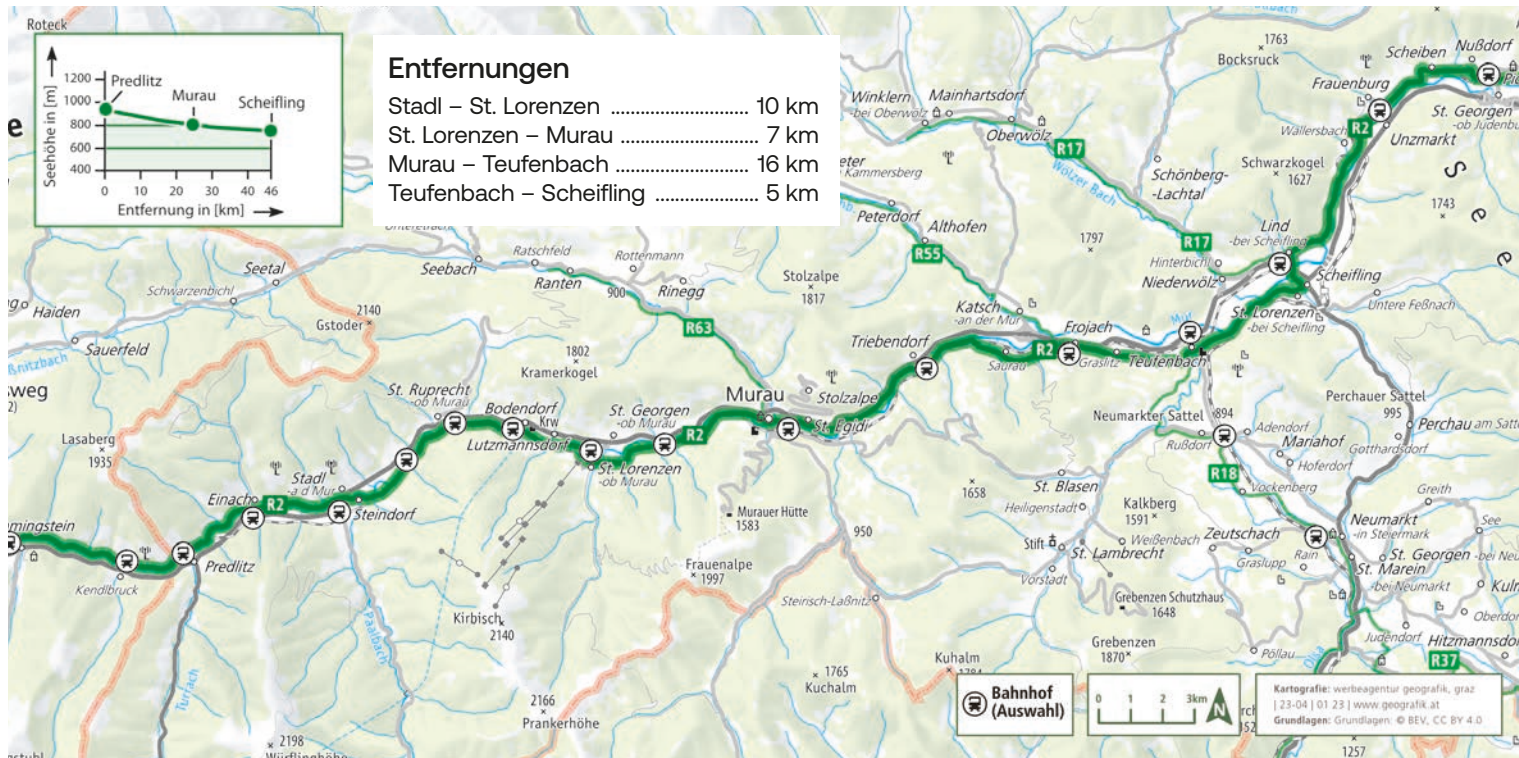 Roteck
Seehöhe in [m]
1200
1000
800
600
400
Predlitz
Murau
Scheifling
0 10 20 30 40 46
Entfernung in [km]
Entfernungen
Stadl – St. Lorenzen ........................ 10 km
St. Lorenzen – Murau ........................ 7 km
Murau – Teufenbach ....................... 16 km
Teufenbach – Scheifling .................. 5 km
1763
Bocksruck
Scheiben
Nußdorf
Frauenburg
St. Georgen
-ob Judenburg
Unzmarkt
Wallersbach
R2
Winklern
-bei Oberwölz
Mainhartsdorf
Oberwölz
R17
Wölzer Bach
Schönberg-
-Lachtal
Schwarzkogel
1627
1743
S
e
e
Kammersberg
Peterdorf
Althofen
R55
1797
Lind
-bei Scheifling
R17
Hinterbichl
Niederwölz
Scheifling
Untere Feßnach
St. Lorenzen
-bei Scheifling
Haiden
Seetal
Schwarzenbichl
Seebach
Ratschfeld
Ranten
Rottenmann
900
Rinegg
R63
Stolzalpe
1817
Katsch
-an der Mur
Frojach
Mur
Teufenbach
2140
Gstoder
Sauerfeld
1802
Kramerkogel
Triebendorf
Saurau
R2
Graslitz
Murau
Stolzalpe
St. Egidi
Lasaberg
1935
St. Ruprecht
-ob Murau
Bodendorf
Krw
Lutzmannsdorf
St. Georgen
-ob Murau
R2
St. Lorenzen
-ob Murau
Neumarkter Sattel
894
Rußdorf
Adendorf
Mariahof
Hoferdorf
Perchauer Sattel
995
Perchau am Sattel
Gotthardsdorf
R18
Vockenberg
Stadl
-a d Mur
Einach
R2
Steindorf
Predlitz
Kendlbruck
Murauer Hütte
1583
1658
St. Blasen
Heiligenstadt
Kalkberg
1591
Weißenbach
Zeutschach
Graslupp
Rain
Neumarkt
-in Steiermark
Greith
See
St. Georgen
St. Marein
-bei Neumarkt
950
Stift
St. Lambrecht
Vorstadt
Frauenalpe
1997
Steirisch-Laßnitz
Grebenzen Schutzhaus
1648
Kirbisch
2140
Paalbach
Turrach
Grebenzen
1870
Pöllau
Judendorf
Hitzmannsdorf
R37
Olsa
1765
Kuchalm
Kuhalm
1784
2166
Prankerhöhe
2198
Würflinghöhe
Bahnhof
(Auswahl)
0 1 2 3km
N
Kartografie: werbeagentur geografik, graz
| 23-04 | 01 23 | www.geografik.at
Grundlagen: Grundlagen: © BEV, CC BY 4.0
1257